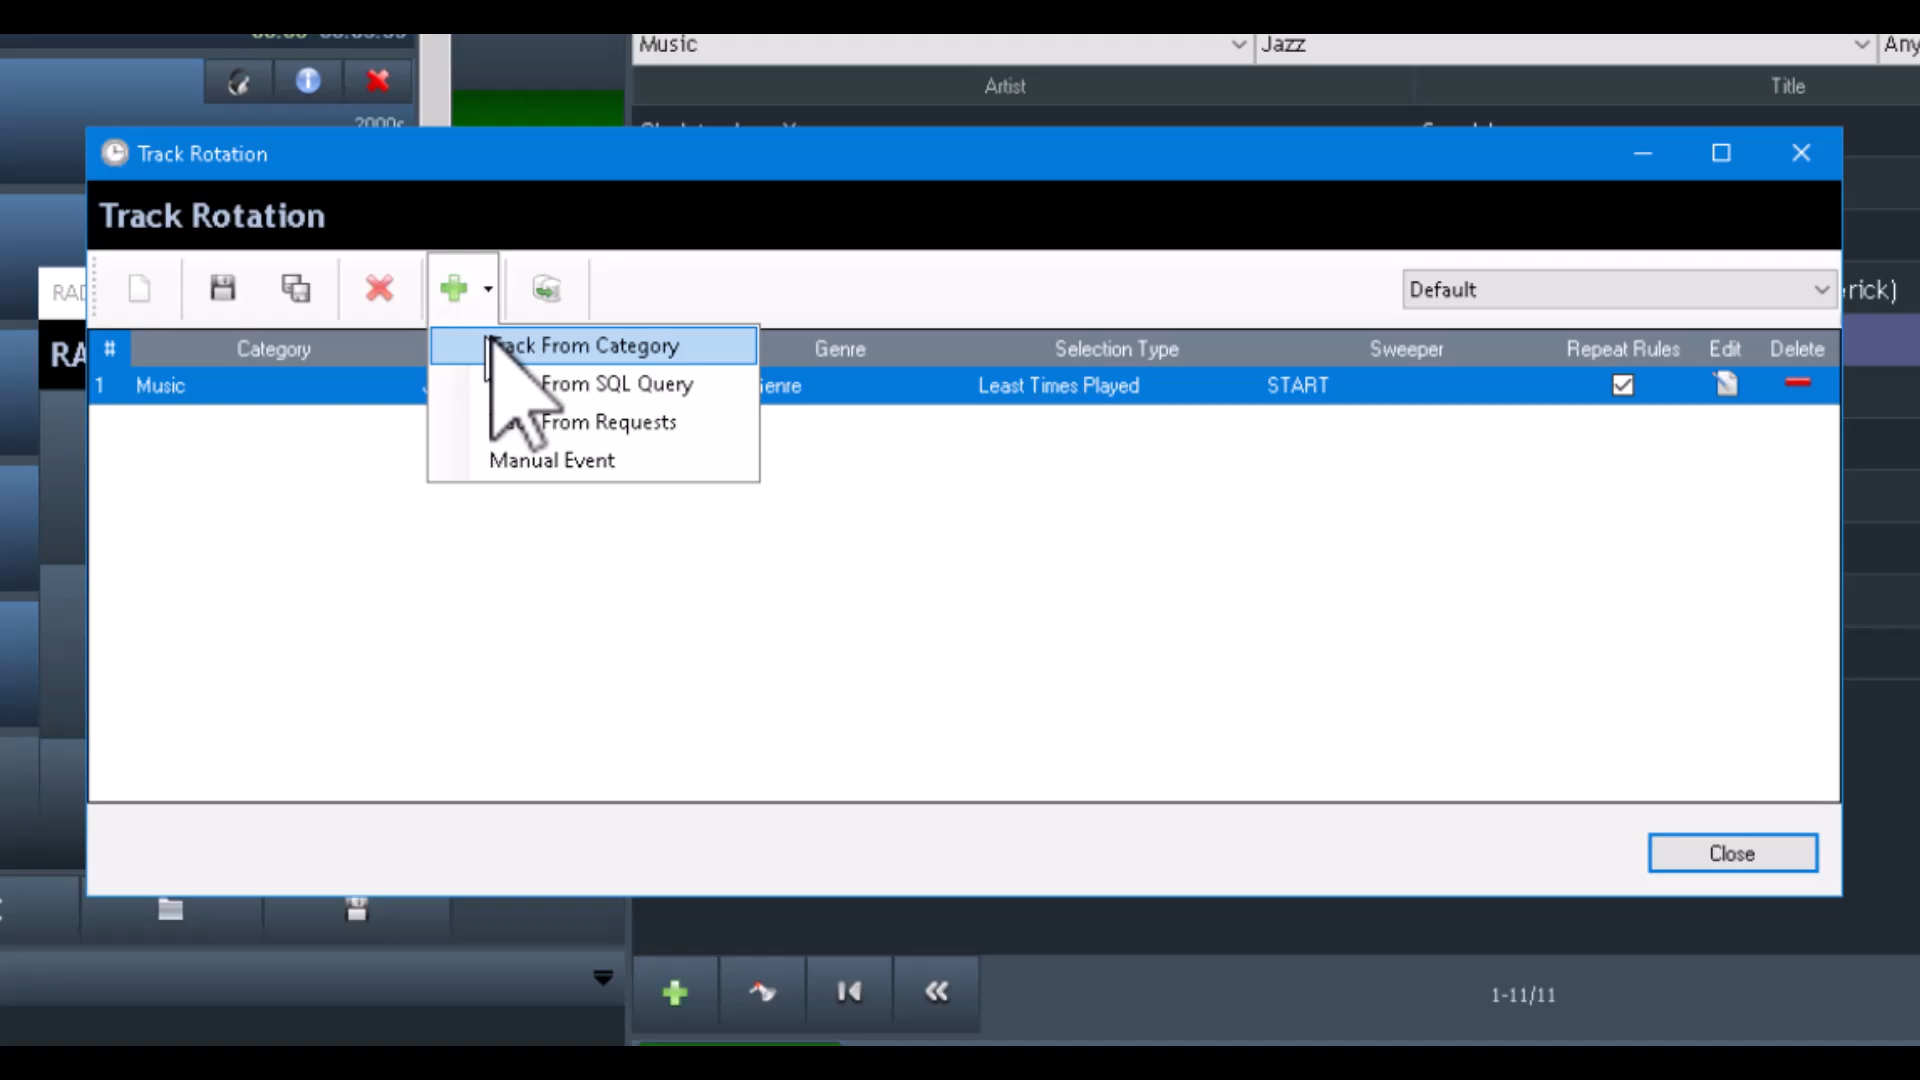 Music
Jazz
Any
Artist
Title
2000s
Track Rotation
Track Rotation
rick)
RAD
Default
RA
#
Category
Genre
Selection Type
Sweeper
Repeat Rules
Edit
Delete
1
Music
enre
Least Times Played
START
ack From Category
From SQL Query
From Requests
Manual Event
Close
1-11/11